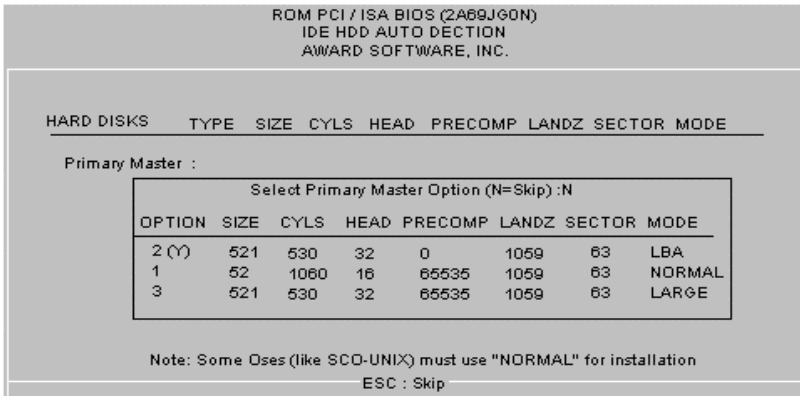 ROM PCI / ISA BIOS (2A69JG0N)
IDE HDD AUTO DECTION
AWARD SOFTWARE, INC.
HARD DISKS TYPE SIZE CYLS HEAD PRECOMP LANDZ SECTOR MODE
Primary Master :
Select Primary Master Option (N=Skip) :N
OPTION SIZE CYLS HEAD PRECOMP LANDZ SECTOR MODE
2 (Y) 521 530 32 0 1059 63 LBA
1 52 1060 16 65535 1059 63 NORMAL
3 521 530 32 65535 1059 63 LARGE
Note: Some Oses (like SCO-UNIX) must use "NORMAL" for installation
ESC : Skip